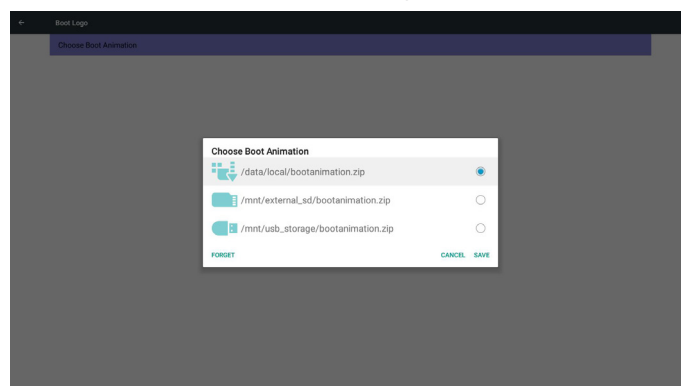 Boot Logo
Choose Boot Animation
Choose Boot Animation
/data/local/bootanimation.zip
/mnt/external_sd/bootanimation.zip
/mnt/usb_storage/bootanimation.zip
FORGET CANCEL SAVE